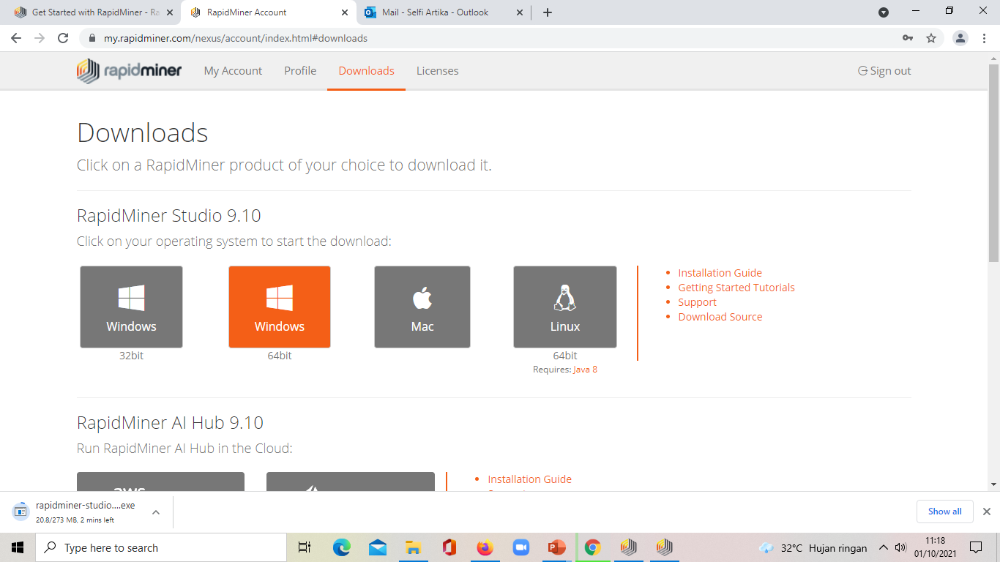 Get Started with RapidMiner - Ra
RapidMiner Account
Mail - Selfi Artika - Outlook
my.rapidminer.com/nexus/account/index.html#downloads
rapidminer
My Account
Profile
Downloads
Licenses
Sign out
Downloads
Click on a RapidMiner product of your choice to download it.
RapidMiner Studio 9.10
Click on your operating system to start the download:
Windows
32bit
Windows
64bit
Mac
Linux
64bit
Requires: Java 8
Installation Guide
Getting Started Tutorials
Support
Download Source
RapidMiner AI Hub 9.10
Run RapidMiner AI Hub in the Cloud:
aws
Installation Guide
rapidminer-studio....exe
20.8/273 MB, 2 mins left
Show all
Type here to search
32°C Hujan ringan
11:18
01/10/2021